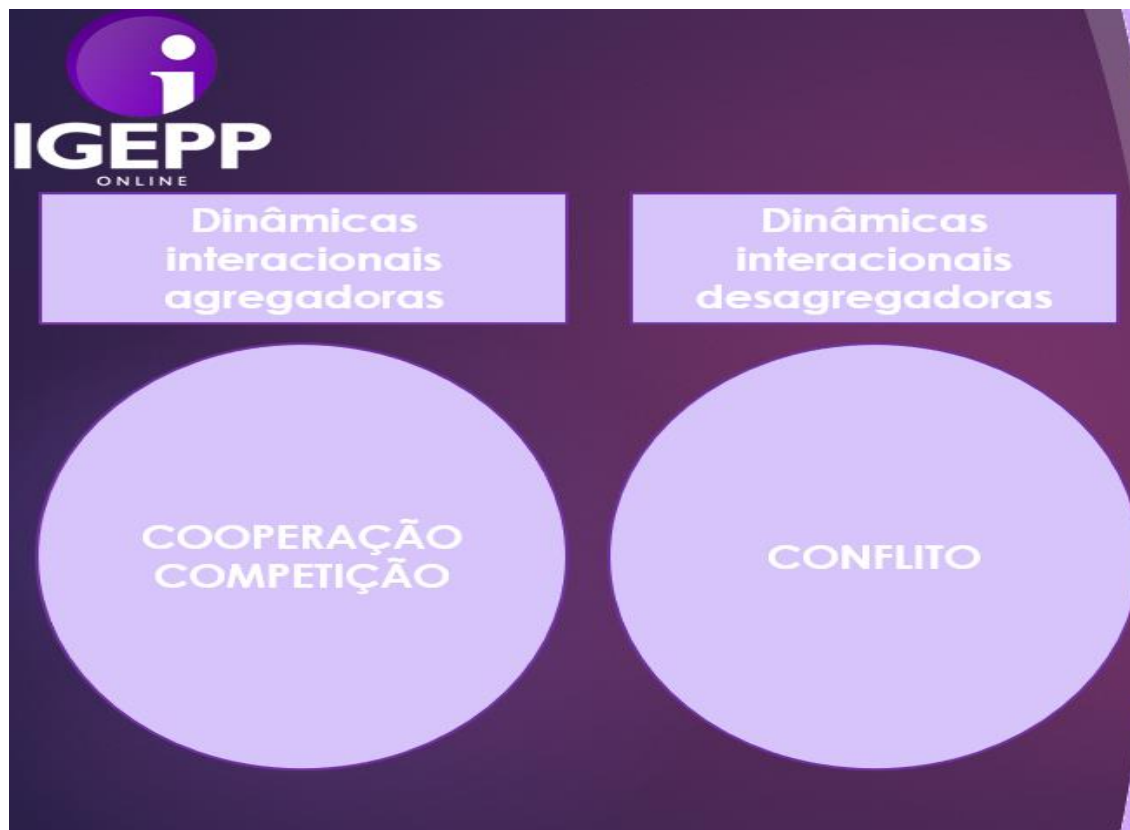 IGEPP
ONLINE
Dinâmicas
interacionais
agregadoras
Dinâmicas
interacionais
desagregadoras
COOPERAÇÃO
COMPETIÇÃO
CONFLITO